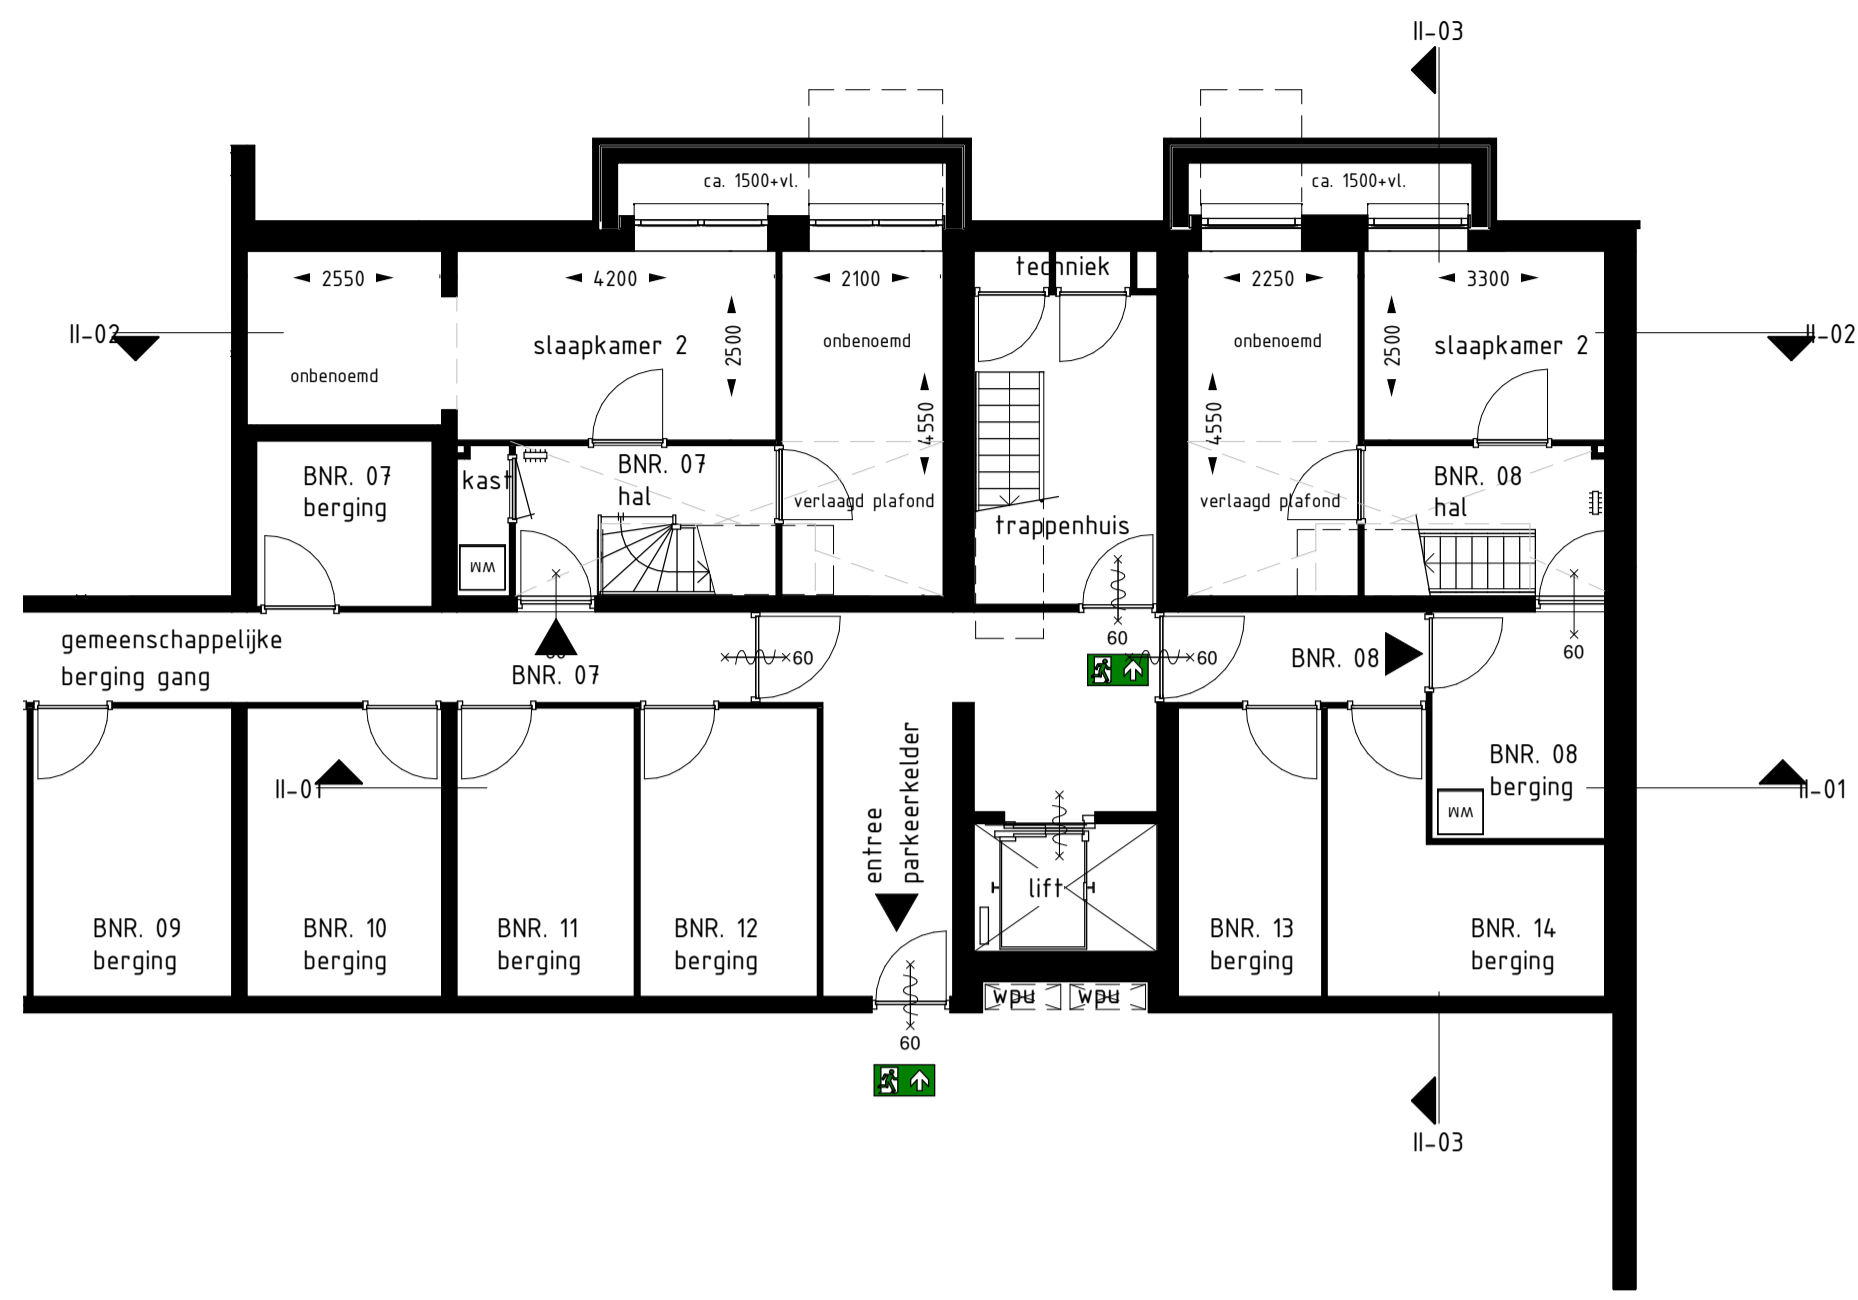 II-03
ca. 1500+vl.
ca. 1500+vl.
techniek
2550
4200
2100
2250
3300
II-02
slaapkamer 2
2500
onbenoemd
onbenoemd
2500
slaapkamer 2
II-02
onbenoemd
4550
4550
BNR. 07
berging
kast
BNR. 07
hal
verlaagd plafond
trappenhuis
verlaagd plafond
BNR. 08
hal
WM
gemeenschappelijke
berging gang
60
BNR. 07
60
60
60
BNR. 08
60
II-01
entree
parkeerkelder
BNR. 08
berging
WM
II-01
lift
BNR. 09
berging
BNR. 10
berging
BNR. 11
berging
BNR. 12
berging
BNR. 13
berging
BNR. 14
berging
wpu
wpu
60
II-03